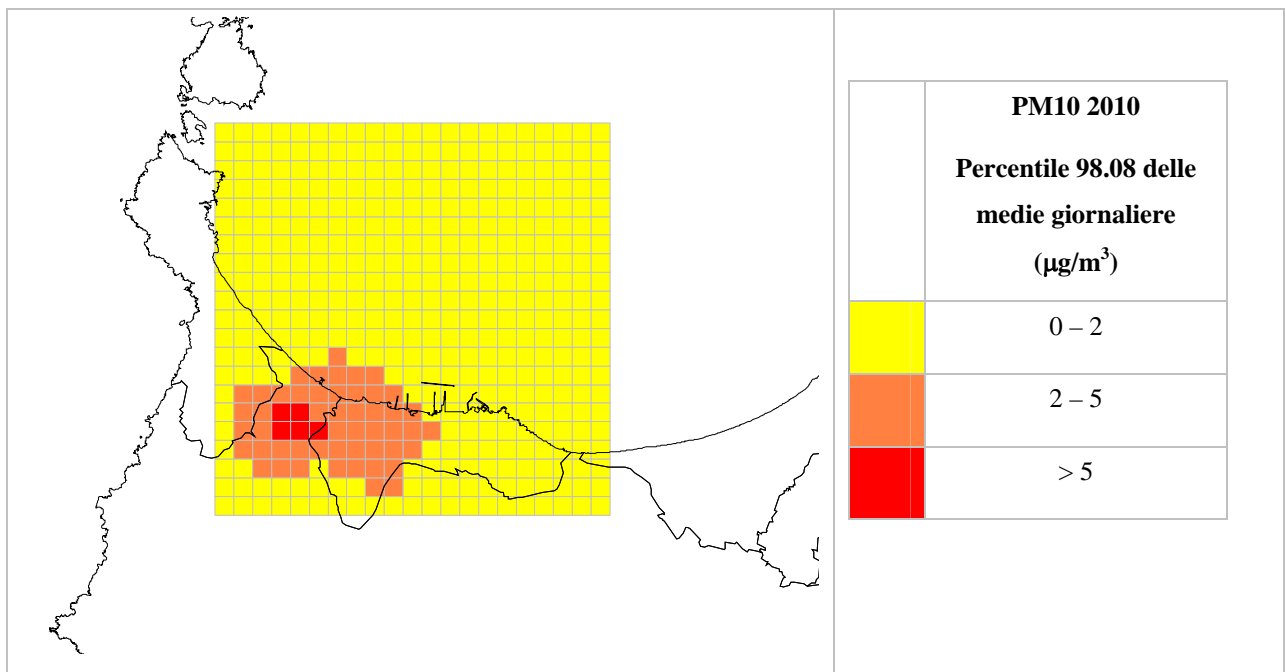 PM10 2010
Percentile 98.08 delle
medie giornaliere
(μg/m³)
0 – 2
2 – 5
> 5